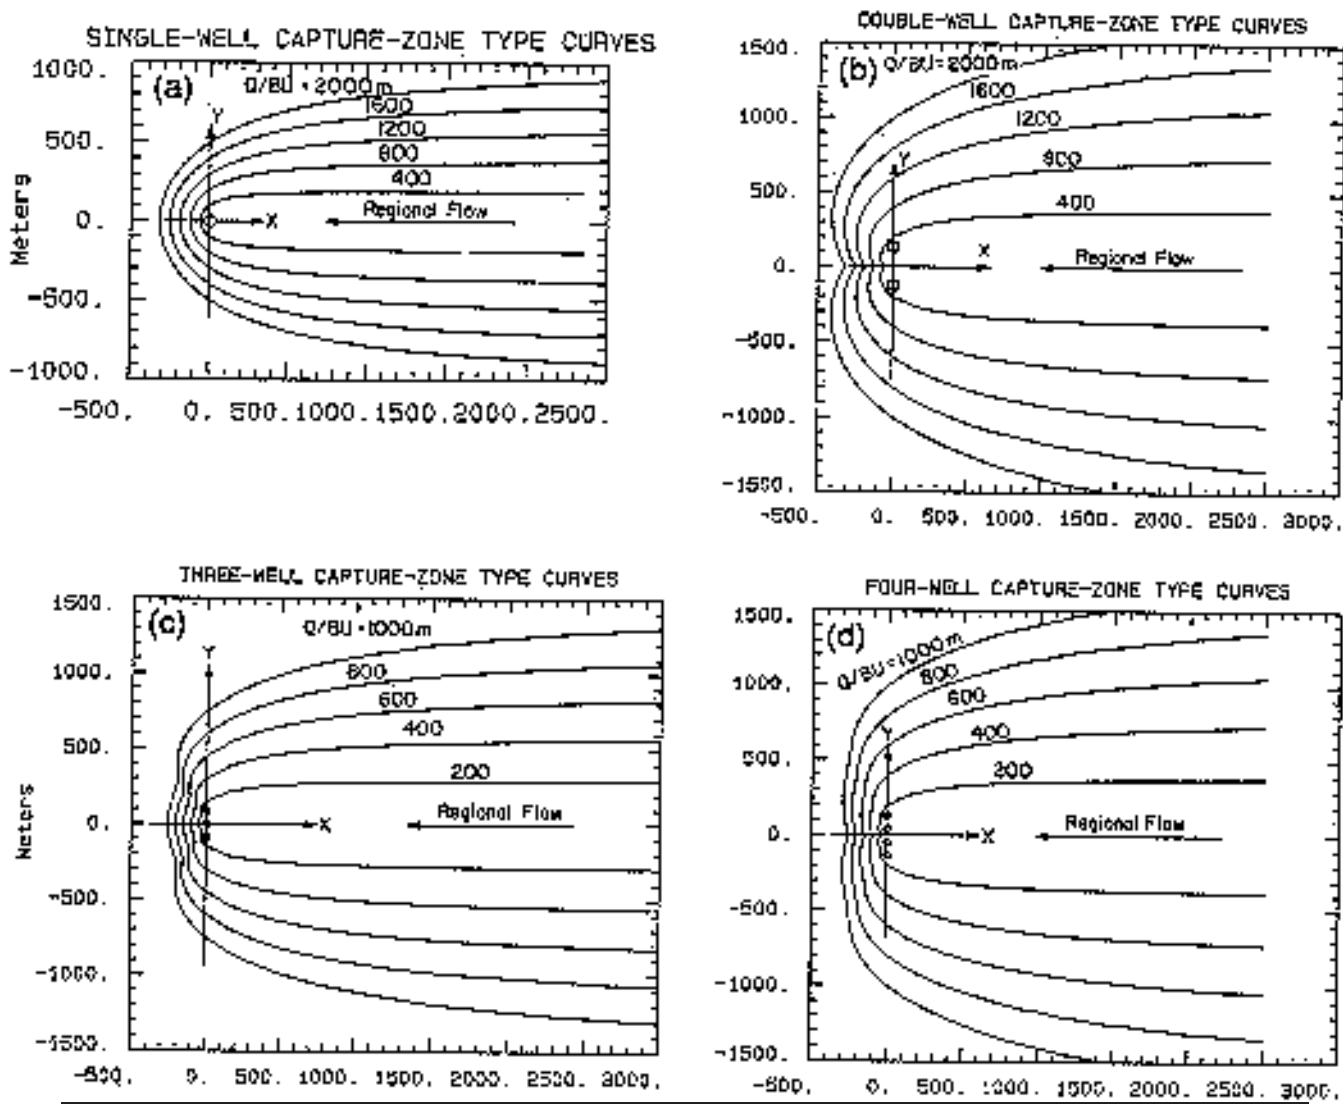 SINGLE-WELL CAPTURE-ZONE TYPE CURVES
1000.
(a)
Q/BU = 2000m
Y
1600
500.
1200
800
400
Meters
0.
X
Regional Flow
-500.
-1000.
-500. 0. 500. 1000. 1500. 2000. 2500.
DOUBLE-WELL CAPTURE-ZONE TYPE CURVES
1500.
(b)
Q/BU = 2000m
1600
1000.
1200
Y
800
500.
400
X
0.
Regional Flow
-500.
-1000.
-1500.
-500. 0. 500. 1000. 1500. 2000. 2500. 3000.
THREE-WELL CAPTURE-ZONE TYPE CURVES
1500.
(c)
Q/BU = 1000m
Y
1000.
800
600
400
500.
200
Meters
0.
X
Regional Flow
-500.
-1000.
-1500.
-500. 0. 500. 1000. 1500. 2000. 2500. 3000.
FOUR-WELL CAPTURE-ZONE TYPE CURVES
1500.
(d)
Q/BU = 1000m
1000.
800
600
Y
400
500.
200
0.
X
Regional Flow
-500.
-1000.
-1500.
-500. 0. 500. 1000. 1500. 2000. 2500. 3000.